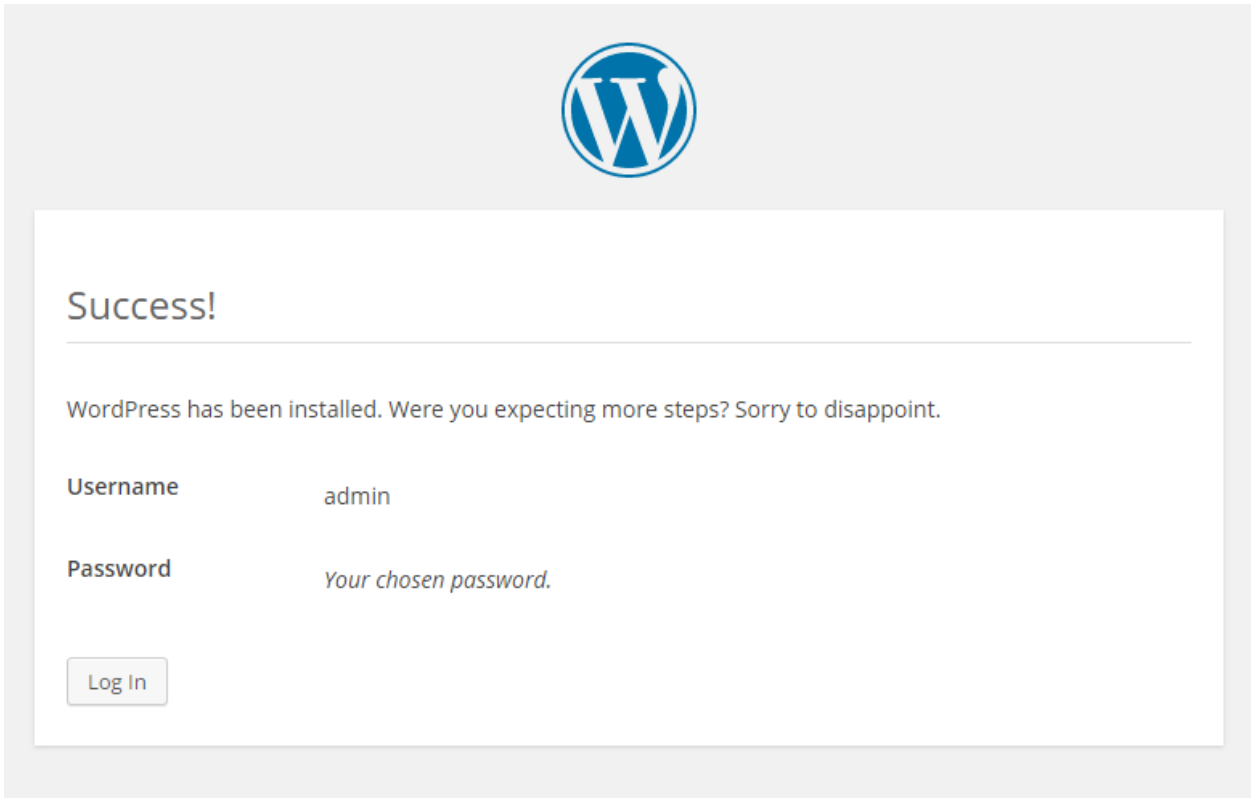 Success!
WordPress has been installed. Were you expecting more steps? Sorry to disappoint.
Username
admin
Password
Your chosen password.
Log In